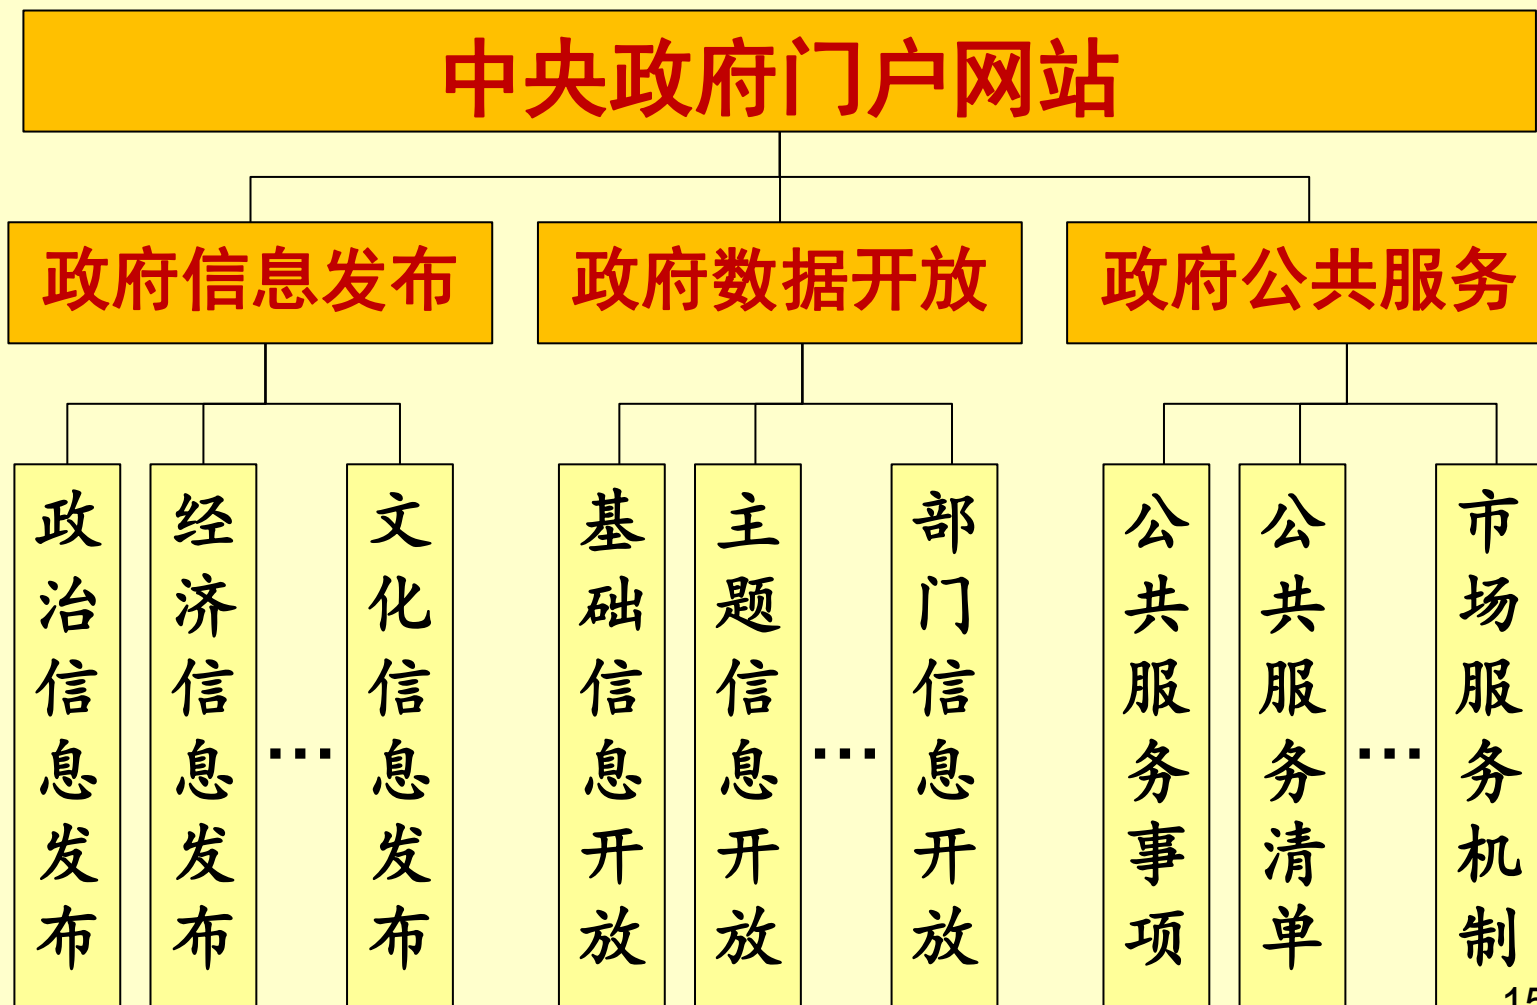 中央政府门户网站
政府信息发布
政府数据开放
政府公共服务
政治信息发布
经济信息发布
…
文化信息发布
基础信息开放
主题信息开放
…
部门信息开放
公共服务事项
公共服务清单
…
市场服务机制
15